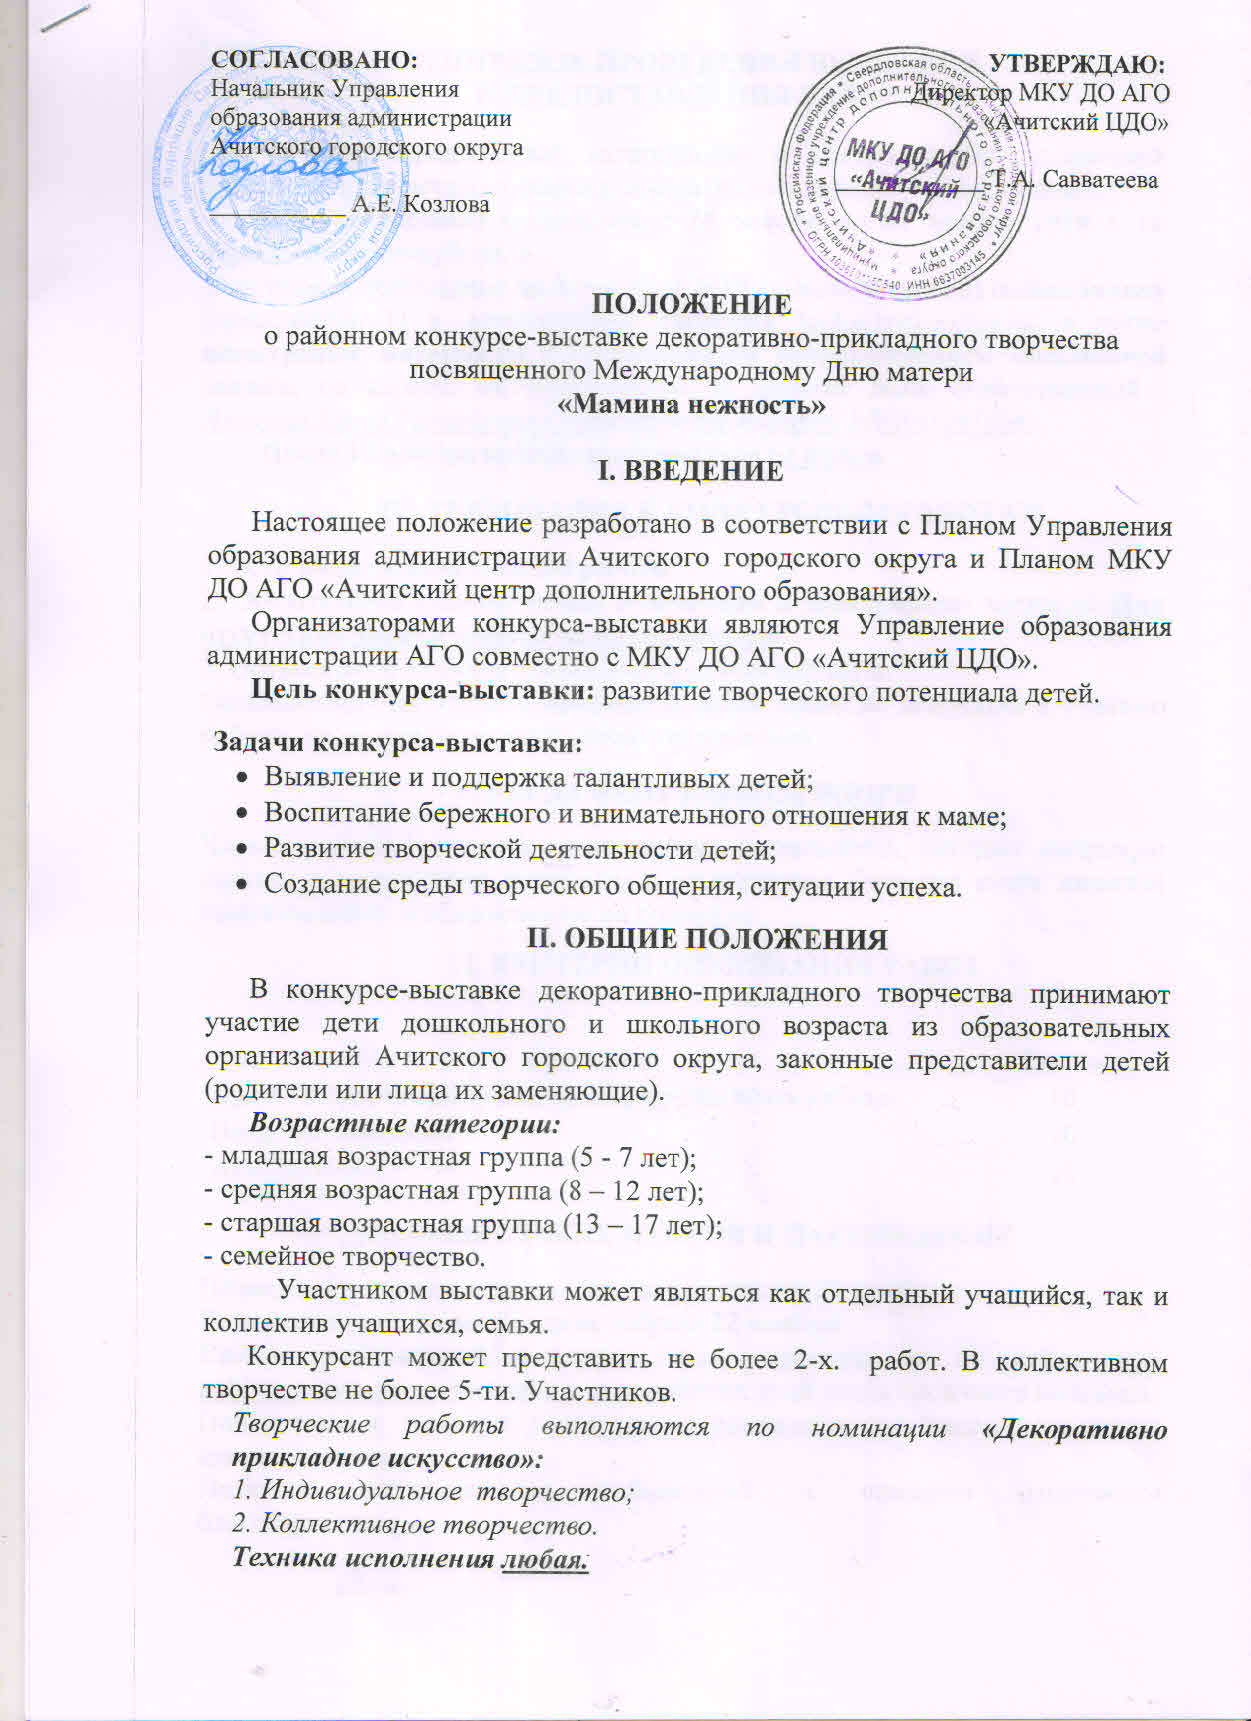 СОГЛАСОВАНО:
Начальник Управления
образования администрации
Ачитского городского округа
__________ А.Е. Козлова
УТВЕРЖДАЮ:
Директор МКУ ДО АГО
«Ачитский ЦДО»
Т.А. Савватеева
МКУ ДО АГО
«Ачитский
ЦДО»
ПОЛОЖЕНИЕ
о районном конкурсе-выставке декоративно-прикладного творчества
посвященного Международному Дню матери
«Мамина нежность»
I. ВВЕДЕНИЕ
Настоящее положение разработано в соответствии с Планом Управления
образования администрации Ачитского городского округа и Планом МКУ
ДО АГО «Ачитский центр дополнительного образования».
Организаторами конкурса-выставки являются Управление образования
администрации АГО совместно с МКУ ДО АГО «Ачитский ЦДО».
Цель конкурса-выставки: развитие творческого потенциала детей.
Задачи конкурса-выставки:
• Выявление и поддержка талантливых детей;
• Воспитание бережного и внимательного отношения к маме;
• Развитие творческой деятельности детей;
• Создание среды творческого общения, ситуации успеха.
II. ОБЩИЕ ПОЛОЖЕНИЯ
В конкурсе-выставке декоративно-прикладного творчества принимают
участие дети дошкольного и школьного возраста из образовательных
организаций Ачитского городского округа, законные представители детей
(родители или лица их заменяющие).
Возрастные категории:
- младшая возрастная группа (5 - 7 лет);
- средняя возрастная группа (8 – 12 лет);
- старшая возрастная группа (13 – 17 лет);
- семейное творчество.
Участником выставки может являться как отдельный учащийся, так и
коллектив учащихся, семья.
Конкурсант может представить не более 2-х. работ. В коллективном
творчестве не более 5-ти. Участников.
Творческие работы выполняются по номинации «Декоративно
прикладное искусство»:
1. Индивидуальное творчество;
2. Коллективное творчество.
Техника исполнения любая.